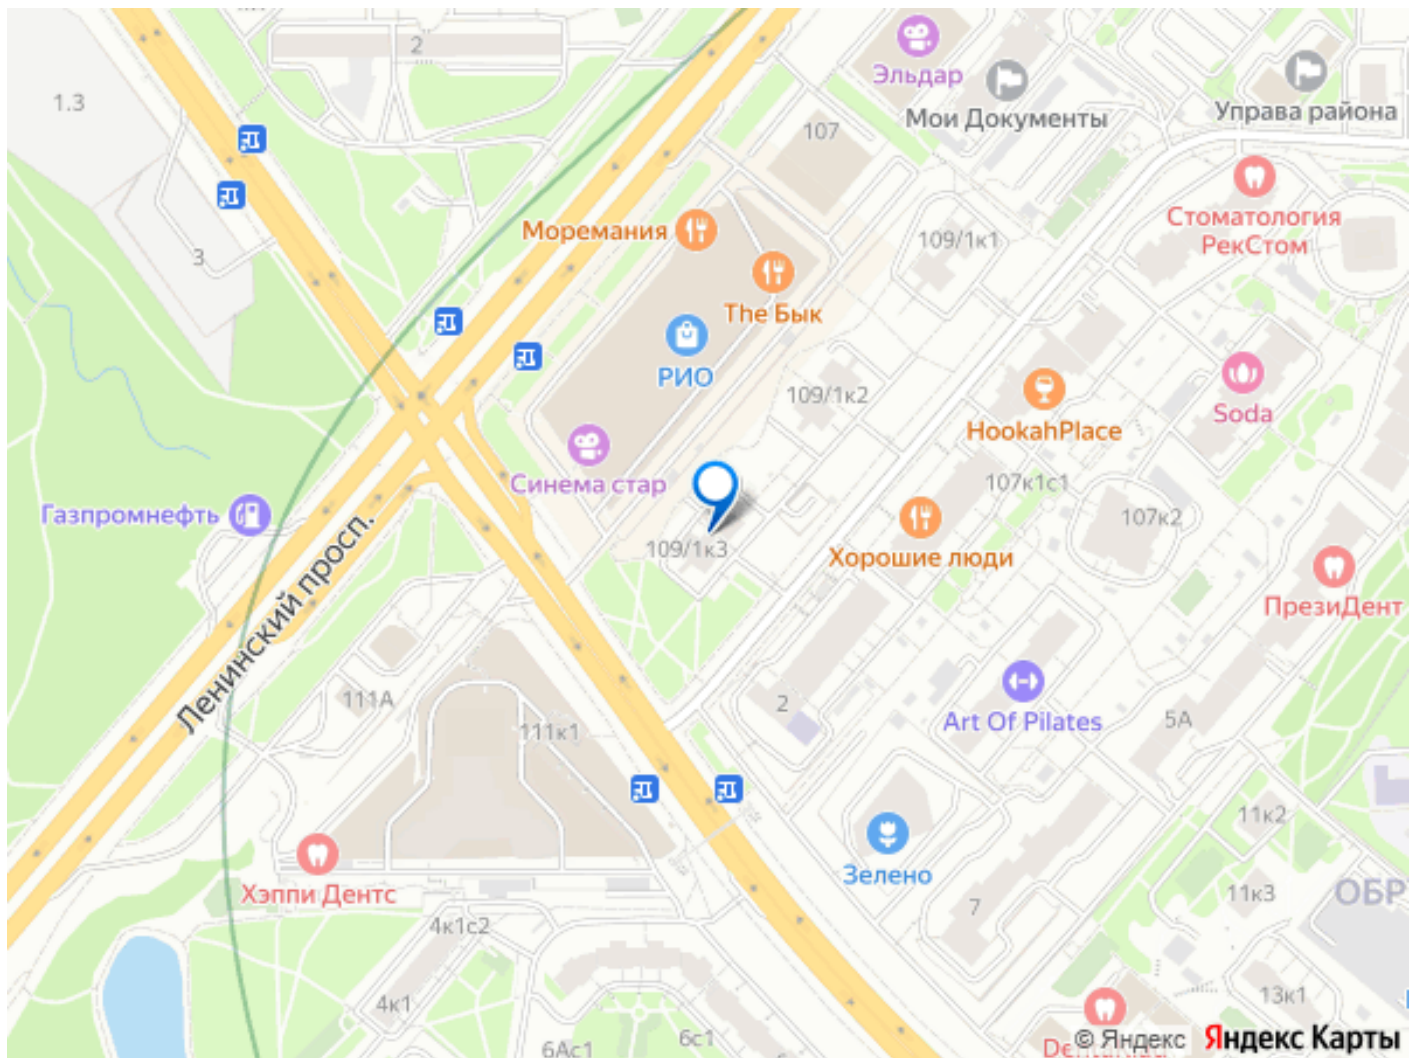 2
1.3
Эльдар
Мои Документы
Управа района
107
3
Стоматология
РекСтом
Моремания
109/1к1
The Бык
РИО
109/1к2
Soda
HookahPlace
Синема стар
107к1с1
Газпромнефть
107к2
109/1к3
Хорошие люди
ПрезиДент
Ленинский просп.
111А
2
Art Of Pilates
5А
111к1
11к2
Зелено
Хэппи Дентс
11к3
ОБР
7
4к1с2
4к1
13к1
6с1
6Ас1
© Яндекс
Яндекс Карты